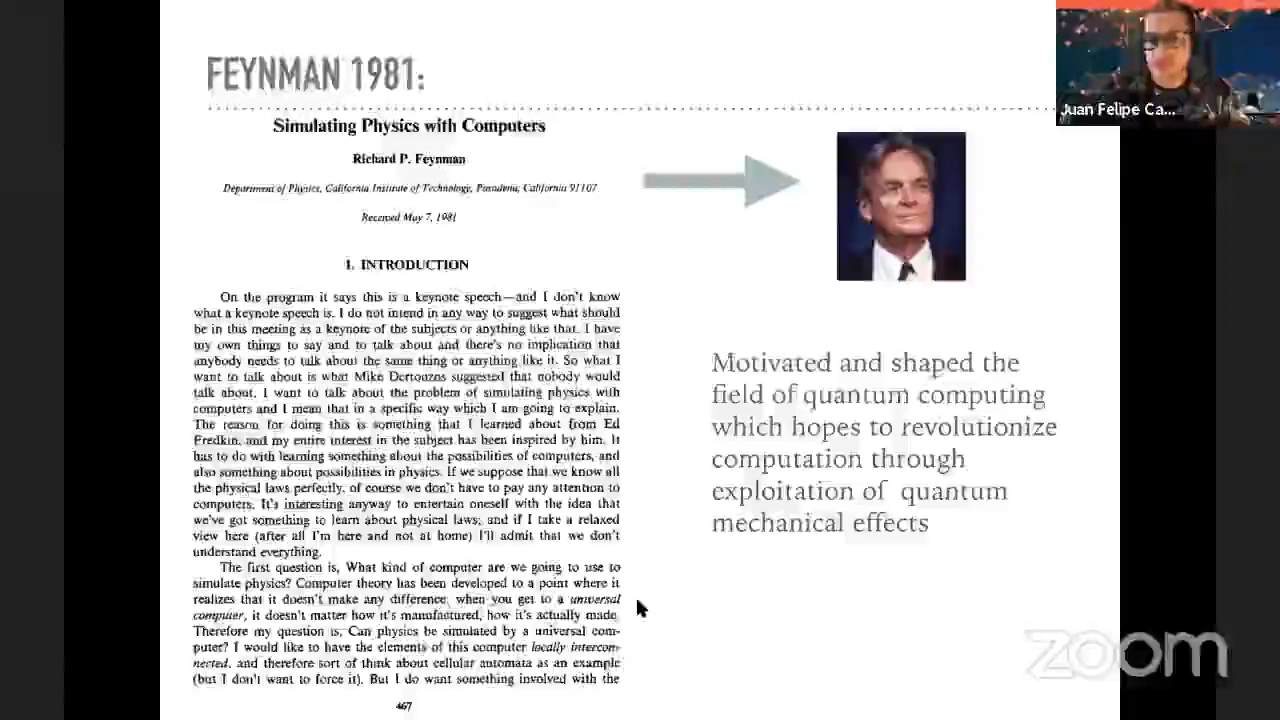 FEYNMAN 1981:
Simulating Physics with Computers
Richard P. Feynman
Department of Physics, California Institute of Technology, Pasadena, California 91107
Received May 7, 1981
1. INTRODUCTION
On the program it says this is a keynote speech—and I don't know
what a keynote speech is. I do not intend in any way to suggest what should
be in this meeting as a keynote of the subjects or anything like that. I have
my own things to say and to talk about and there's no implication that
anybody needs to talk about the same thing or anything like it. So what I
want to talk about is what Mike Dertouzos suggested that nobody would
talk about. I want to talk about the problem of simulating physics with
computers and I mean that in a specific way which I am going to explain.
The reason for doing this is something that I learned about from Ed
Fredkin, and my entire interest in the subject has been inspired by him. It
has to do with learning something about the possibilities of computers, and
also something about possibilities in physics. If we suppose that we know all
the physical laws perfectly, of course we don't have to pay any attention to
computers. It's interesting anyway to entertain oneself with the idea that
we've got something to learn about physical laws; and if I take a relaxed
view here (after all I'm here and not at home) I'll admit that we don't
understand everything.
The first question is, What kind of computer are we going to use to
simulate physics? Computer theory has been developed to a point where it
realizes that it doesn't make any difference; when you get to a universal
computer, it doesn't matter how it's manufactured, how it's actually made.
Therefore my question is, Can physics be simulated by a universal com-
puter? I would like to have the elements of this computer locally intercon-
nected, and therefore sort of think about cellular automata as an example
(but I don't want to force it). But I do want something involved with the
467
Motivated and shaped the
field of quantum computing
which hopes to revolutionize
computation through
exploitation of quantum
mechanical effects
Juan Felipe Ca...
zoom